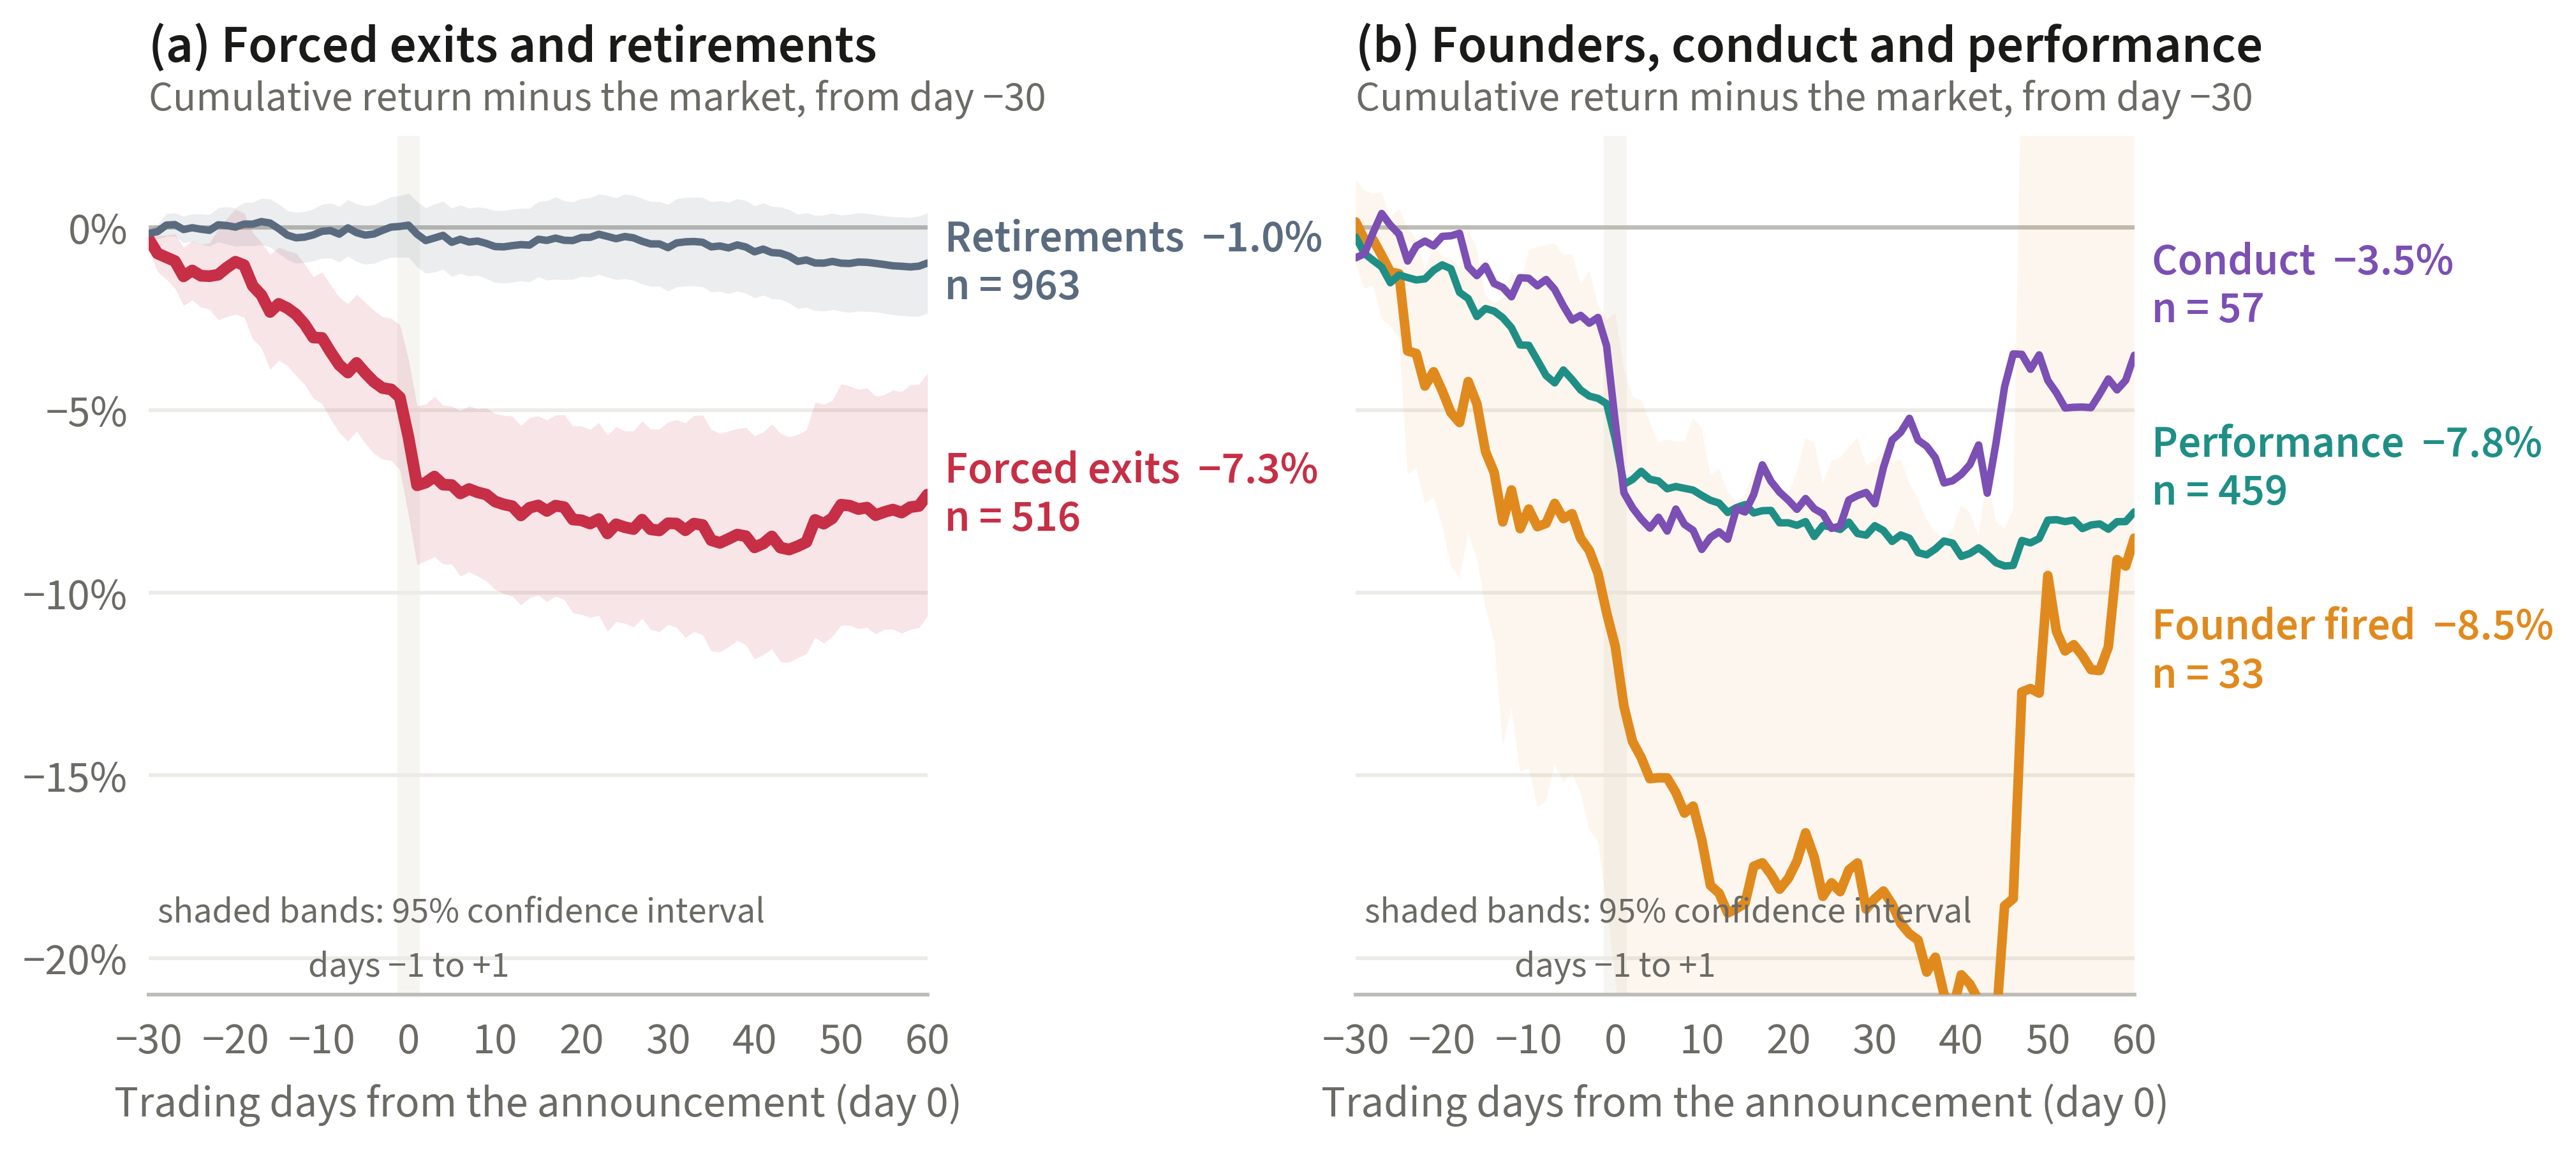 (a) Forced exits and retirements
Cumulative return minus the market, from day −30
0%
−5%
−10%
−15%
−20%
Retirements −1.0%
n = 963
Forced exits −7.3%
n = 516
shaded bands: 95% confidence interval
days −1 to +1
−30 −20 −10 0 10 20 30 40 50 60
Trading days from the announcement (day 0)
(b) Founders, conduct and performance
Cumulative return minus the market, from day −30
Conduct −3.5%
n = 57
Performance −7.8%
n = 459
Founder fired −8.5%
n = 33
shaded bands: 95% confidence interval
days −1 to +1
−30 −20 −10 0 10 20 30 40 50 60
Trading days from the announcement (day 0)